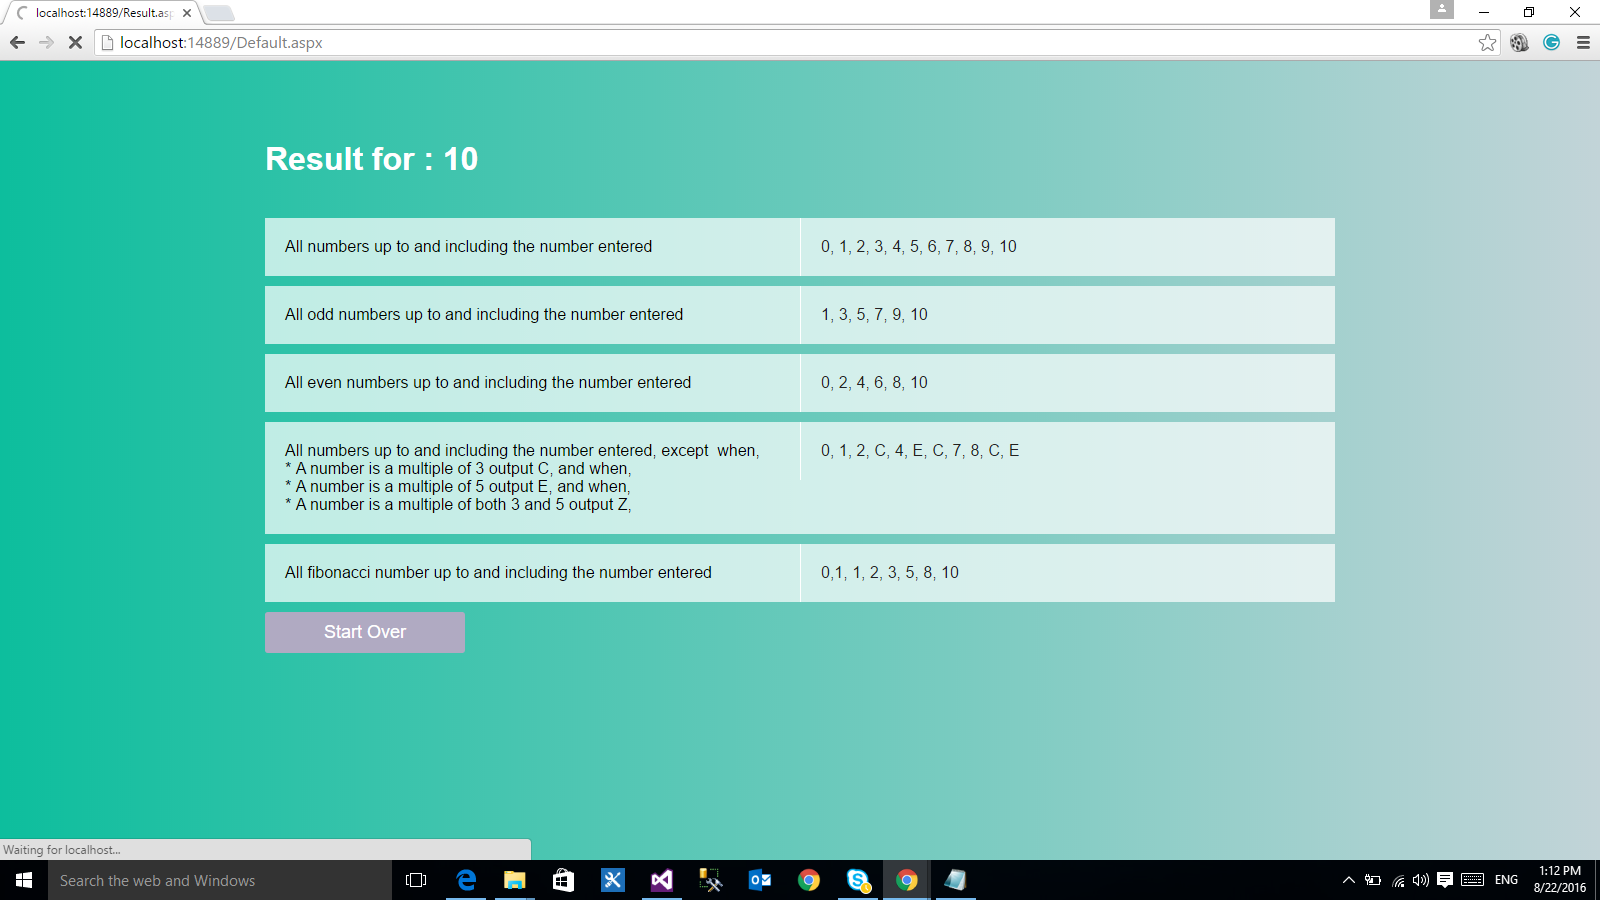 localhost:14889/Result.asp
localhost:14889/Default.aspx
Result for : 10
All numbers up to and including the number entered
0, 1, 2, 3, 4, 5, 6, 7, 8, 9, 10
All odd numbers up to and including the number entered
1, 3, 5, 7, 9, 10
All even numbers up to and including the number entered
0, 2, 4, 6, 8, 10
All numbers up to and including the number entered, except  when,
* A number is a multiple of 3 output C, and when,
* A number is a multiple of 5 output E, and when,
* A number is a multiple of both 3 and 5 output Z,
0, 1, 2, C, 4, E, C, 7, 8, C, E
All fibonacci number up to and including the number entered
0,1, 1, 2, 3, 5, 8, 10
Start Over
Waiting for localhost...
Search the web and Windows
ENG
1:12 PM
8/22/2016